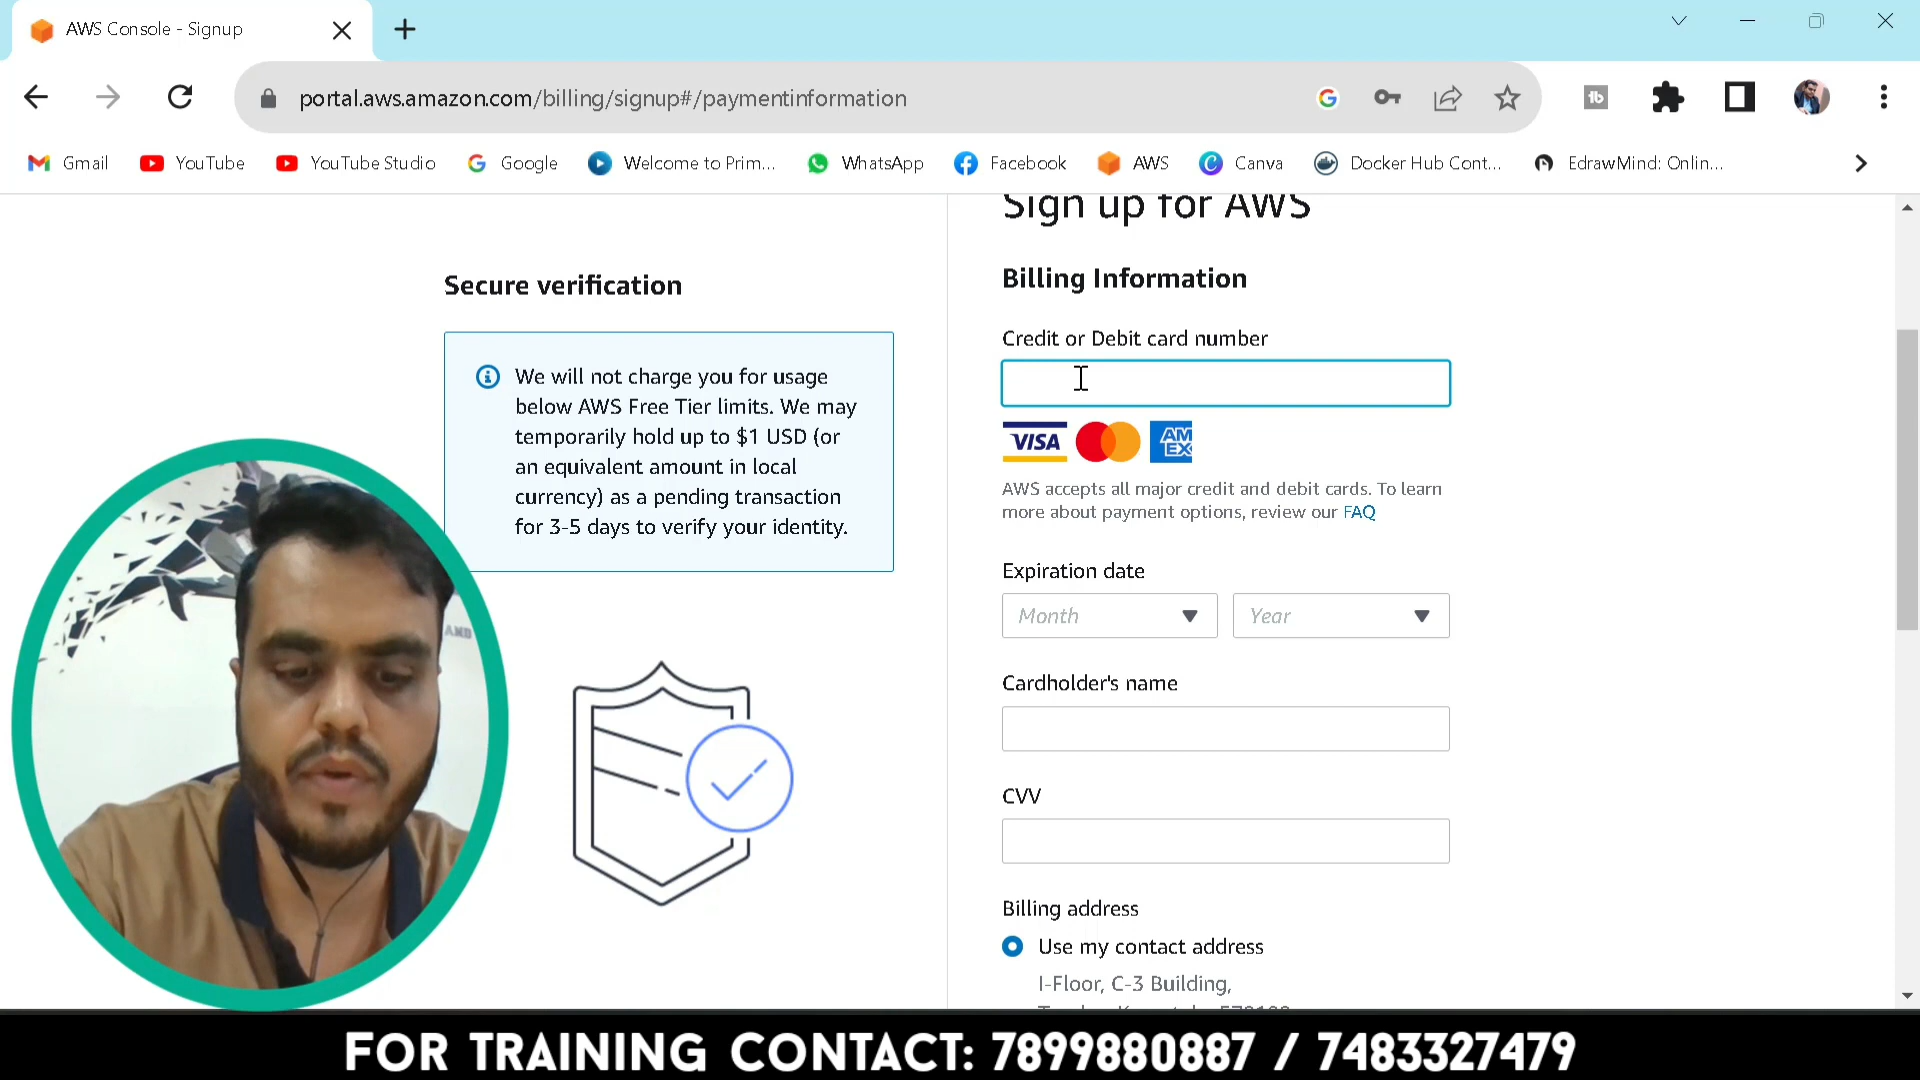 AWS Console - Signup
portal.aws.amazon.com/billing/signup#/paymentinformation
Gmail
YouTube
YouTube Studio
Google
Welcome to Prim...
WhatsApp
Facebook
AWS
Canva
Docker Hub Cont...
EdrawMind: Onlin...
Sign up for AWS
Secure verification
We will not charge you for usage
below AWS Free Tier limits. We may
temporarily hold up to $1 USD (or
an equivalent amount in local
currency) as a pending transaction
for 3-5 days to verify your identity.
Billing Information
Credit or Debit card number
VISA
AM
EX
AWS accepts all major credit and debit cards. To learn
more about payment options, review our FAQ
Expiration date
Month
Year
Cardholder's name
CVV
Billing address
Use my contact address
I-Floor, C-3 Building,
FOR TRAINING CONTACT: 7899880887 / 7483327479